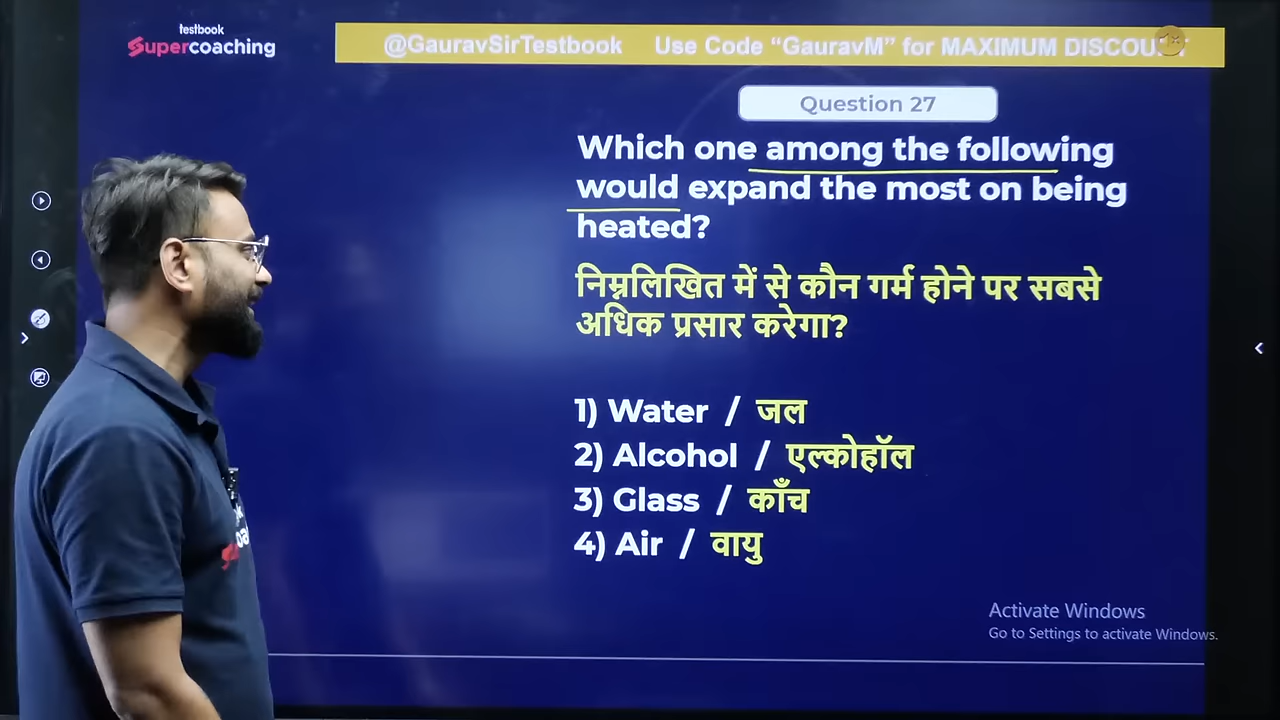 testbook
Supercoaching
@GauravSirTestbook Use Code “GauravM” for MAXIMUM
Question 27
Which one among the following
would expand the most on being
heated?
निम्नलिखित में से कौन गर्म होने पर सबसे
अधिक प्रसार करेगा?
1) Water / जल
2) Alcohol / एल्कोहॉल
3) Glass / काँच
4) Air / वायु
Activate Windows
Go to Settings to activate Windows.